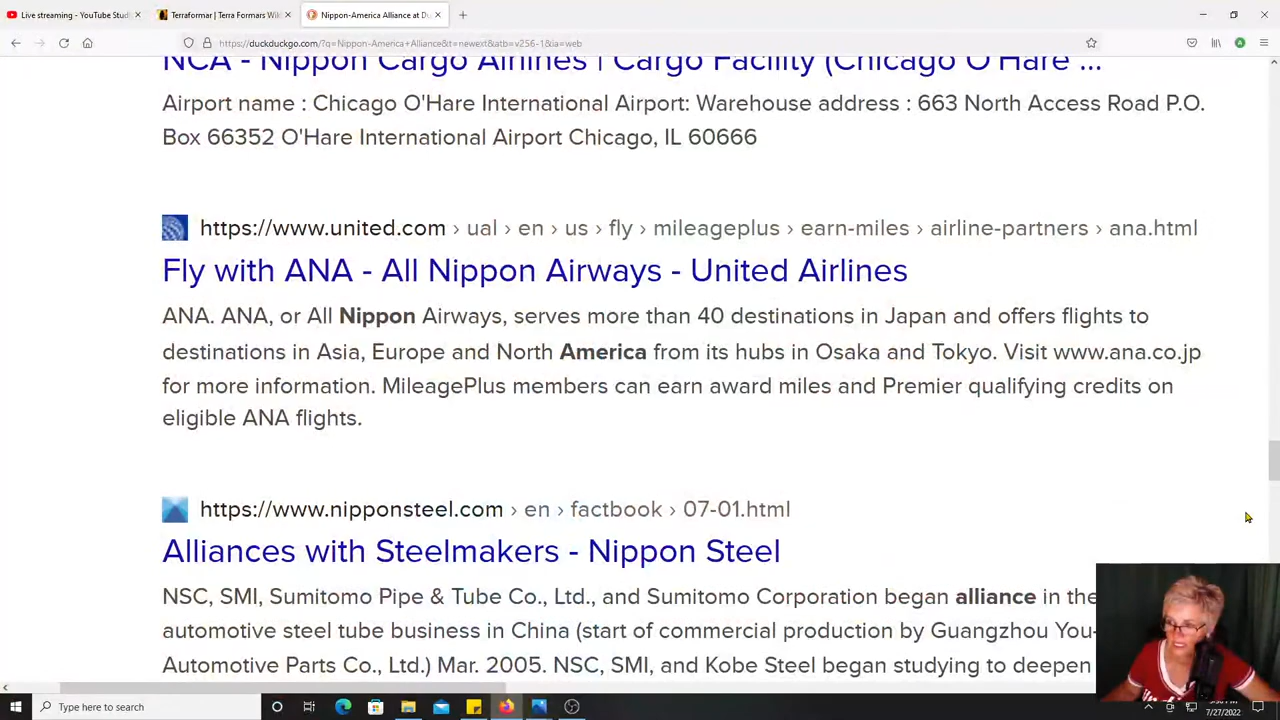 Live streaming - YouTube Stud
Terraformar | Terra Formars Wiki
Nippon-America Alliance at Du
https://duckduckgo.com/?q=Nippon-America+Alliance&t=newext&atb=v256-1&ia=web
NCA - Nippon Cargo Airlines | Cargo Facility (Chicago O'Hare ...
Airport name : Chicago O'Hare International Airport: Warehouse address : 663 North Access Road P.O.
Box 66352 O'Hare International Airport Chicago, IL 60666
https://www.united.com › ual › en › us › fly › mileageplus › earn-miles › airline-partners › ana.html
Fly with ANA - All Nippon Airways - United Airlines
ANA. ANA, or All Nippon Airways, serves more than 40 destinations in Japan and offers flights to
destinations in Asia, Europe and North America from its hubs in Osaka and Tokyo. Visit www.ana.co.jp
for more information. MileagePlus members can earn award miles and Premier qualifying credits on
eligible ANA flights.
https://www.nipponsteel.com › en › factbook › 07-01.html
Alliances with Steelmakers - Nippon Steel
NSC, SMI, Sumitomo Pipe & Tube Co., Ltd., and Sumitomo Corporation began alliance in the
automotive steel tube business in China (start of commercial production by Guangzhou You-
Automotive Parts Co., Ltd.) Mar. 2005. NSC, SMI, and Kobe Steel began studying to deepen
Type here to search
7/27/2022